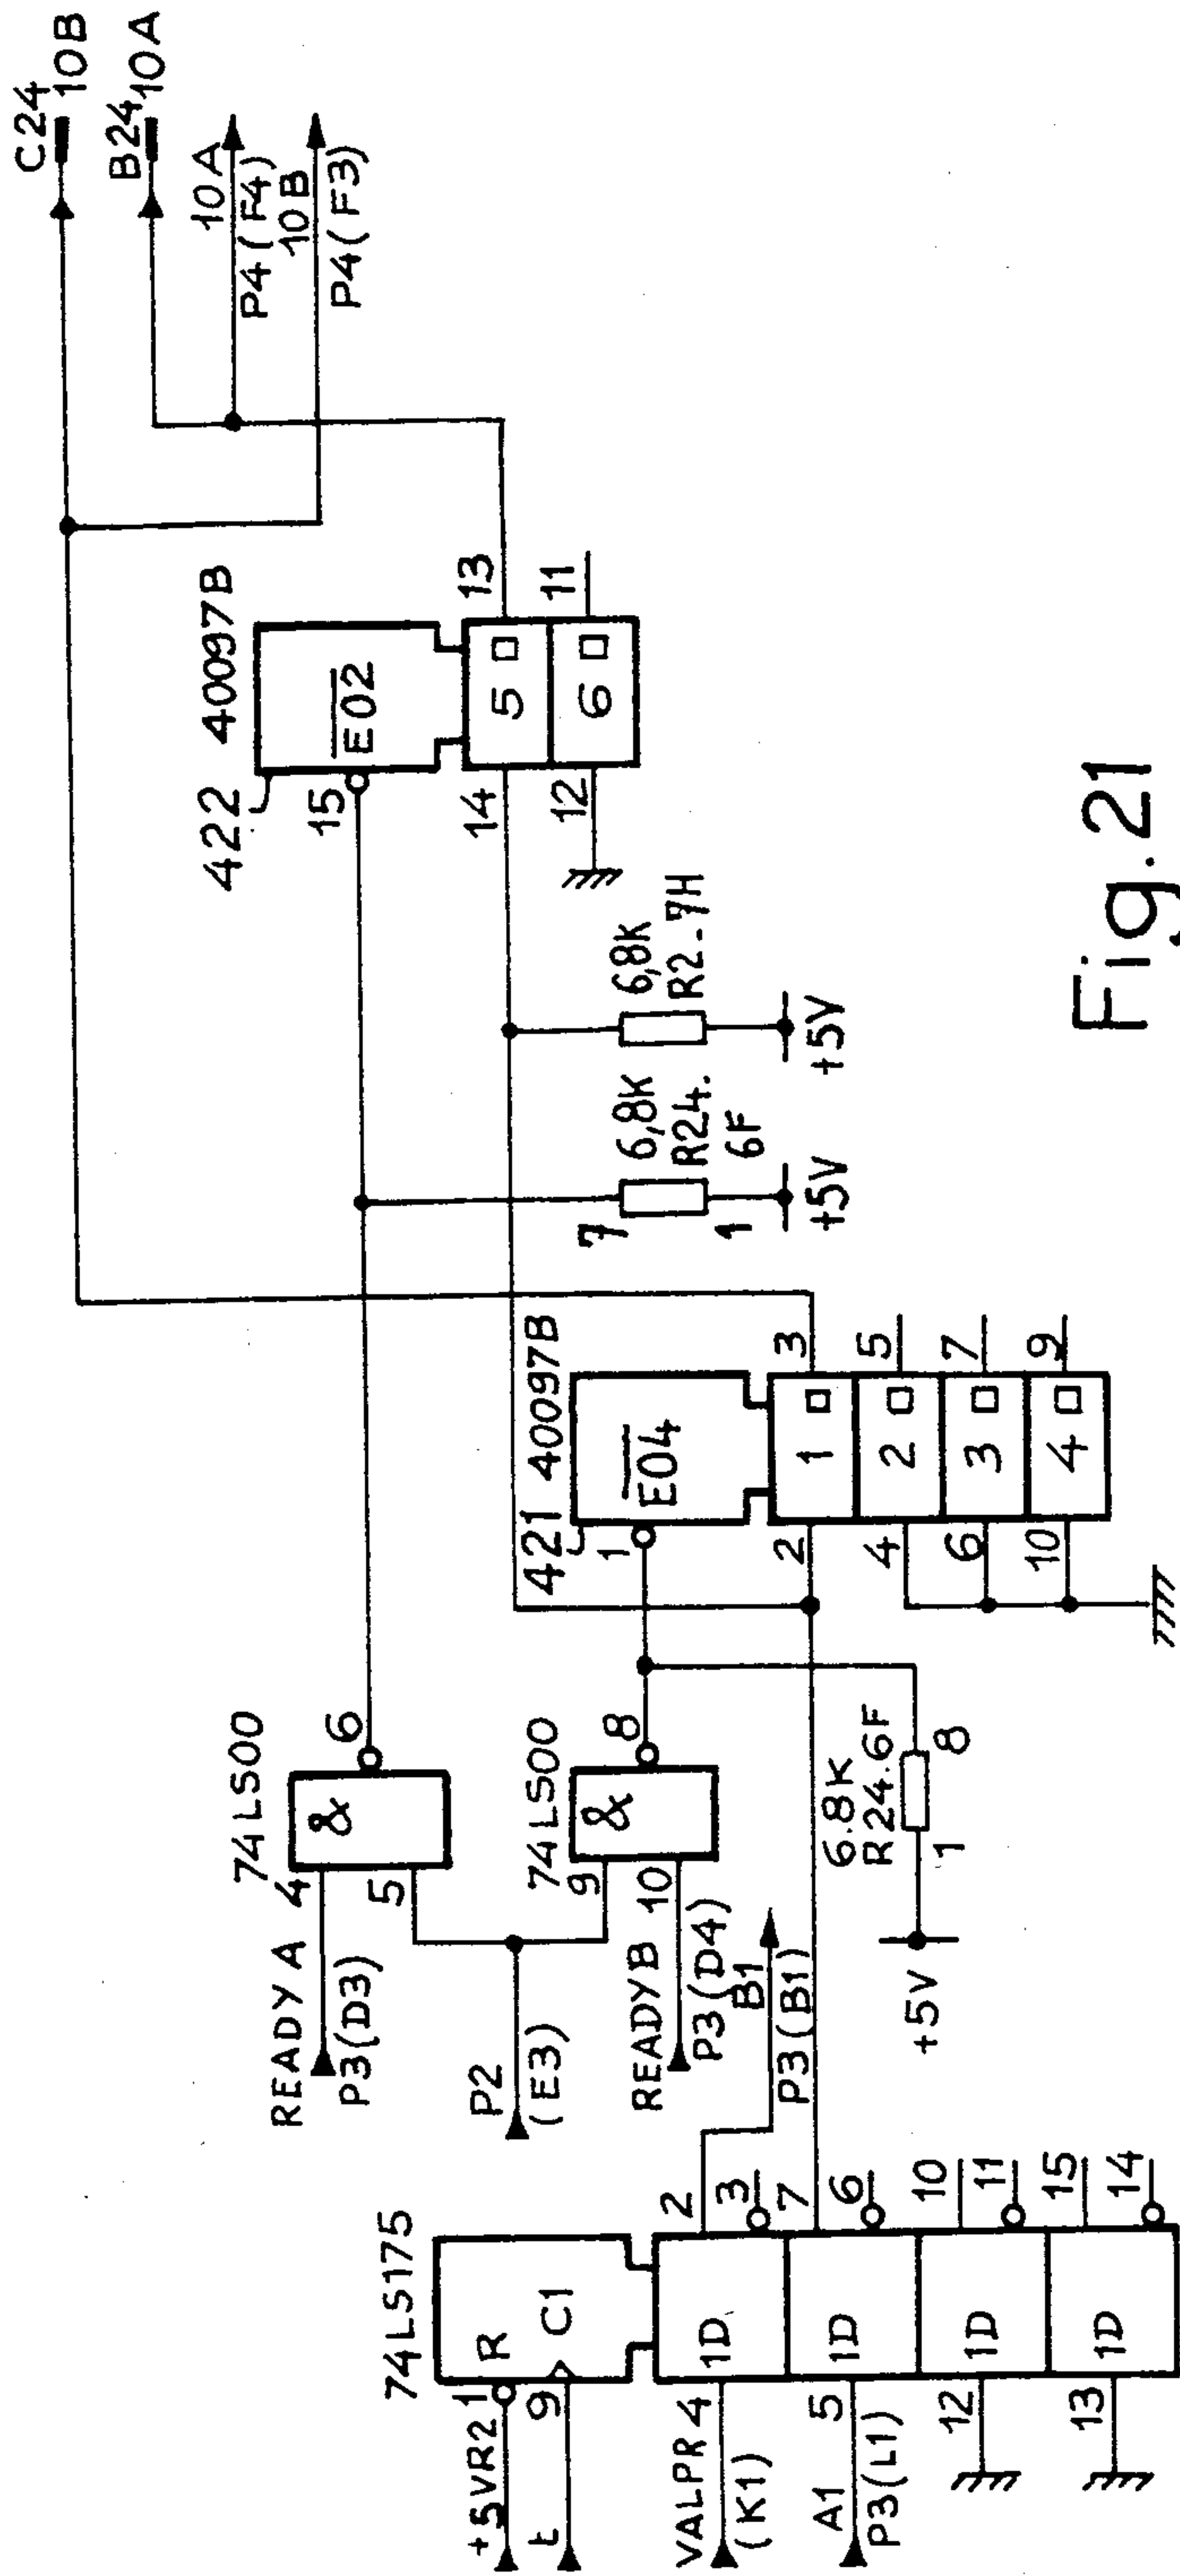 C24
10B
B24
10A
10A
P4(F4)
10B
P4(F3)
422
40097B
15
E02
14
5
13
12
6
11
6,8K
R2-7H
+5V
7
6,8K
R24.
6F
1
+5V
421
40097B
1
E04
2
1
3
4
2
5
6
3
7
10
4
9
74LS00
READY A
4
P3(D3)
5
&
6
P2
(E3)
74LS00
9
READY B
10
P3(D4)
&
8
B1
P3(B1)
6.8K
R24.6F
1
8
+5V
74LS175
+5VR2
1
R
t
9
C1
VALPR
4
(K1)
1D
2
3
A1
5
P3(L1)
1D
7
6
12
1D
10
11
13
1D
15
14
Fig. 21